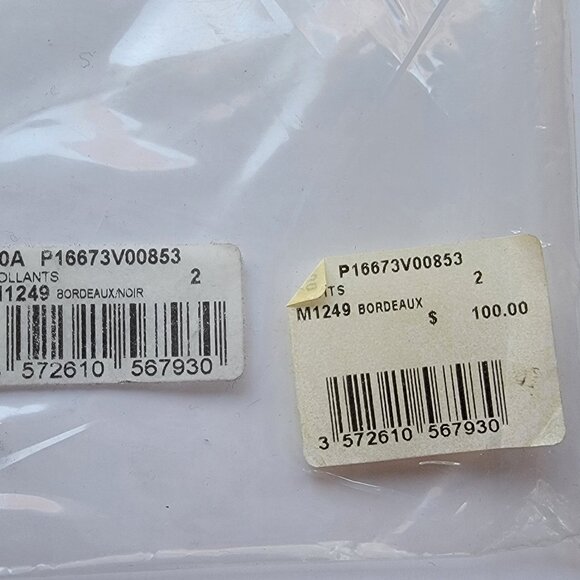 0A P16673V00853
OLLANTS 2
M1249 BORDEAUX/NOIR
572610 567930
P16673V00853
TS 2
M1249 BORDEAUX
$ 100.00
3 572610 567930